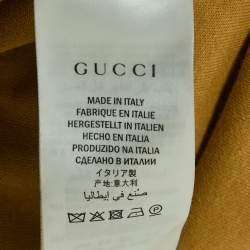 GUCCI
MADE IN ITALY
FABRIQUE EN ITALIE
HERGESTELLT IN ITALIEN
HECHO EN ITALIA
PRODUZIDO NA ITALIA
СДЕЛАНО В ИТАЛИИ
イタリア製
产地:意大利
صنع في إيطاليا